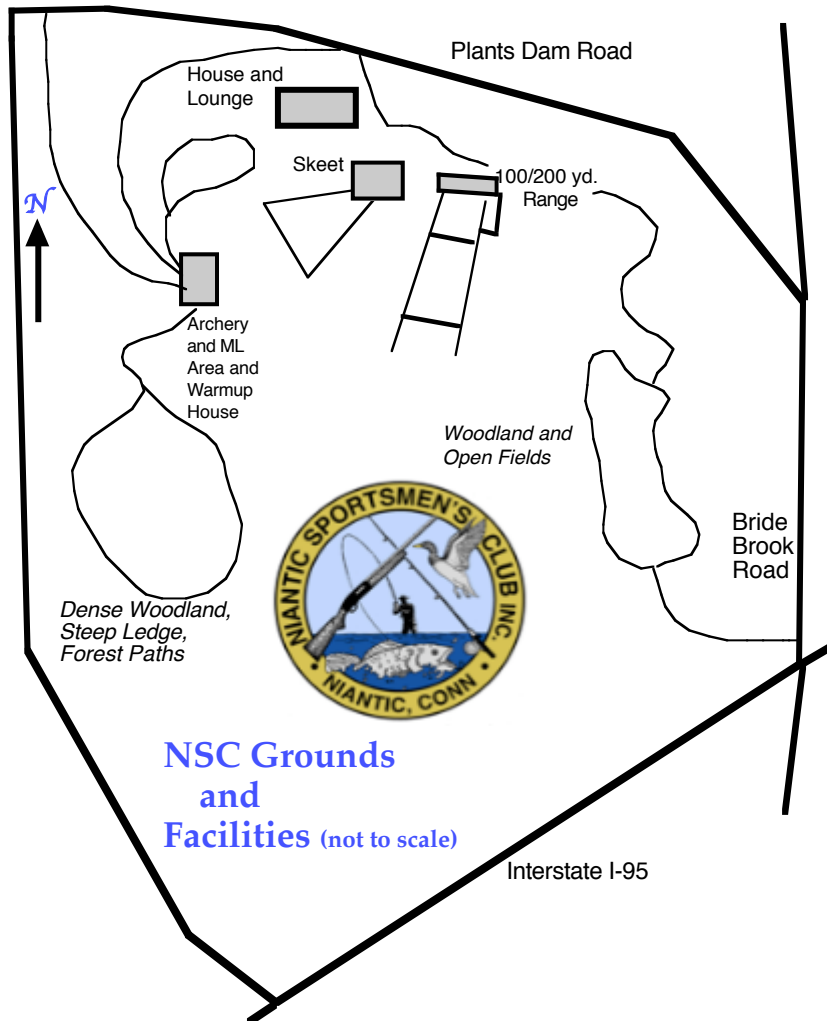 Plants Dam Road
House and
Lounge
Skeet
100/200 yd.
Range
N
Archery
and ML
Area and
Warmup
House
Woodland and
Open Fields
Bride
Brook
Road
NIANTIC SPORTSMEN'S CLUB INC.
• NIANTIC, CONN •
Dense Woodland,
Steep Ledge,
Forest Paths
NSC Grounds
and
Facilities (not to scale)
Interstate I-95